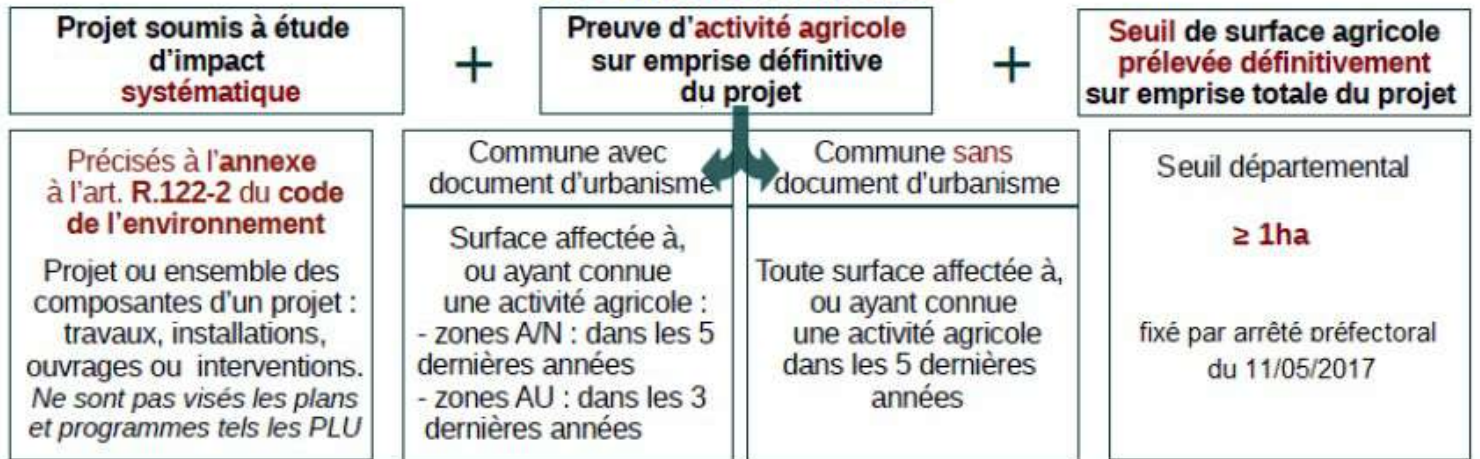 Projet soumis à étude
d'impact
systématique
+
Preuve d'activité agricole
sur emprise définitive
du projet
+
Seuil de surface agricole
prélevée définitivement
sur emprise totale du projet
Précisés à l'annexe
à l'art. R.122-2 du code
de l'environnement
Projet ou ensemble des
composantes d'un projet :
travaux, installations,
ouvrages ou interventions.
Ne sont pas visés les plans
et programmes tels les PLU
Commune avec
document d'urbanisme
Surface affectée à,
ou ayant connue
une activité agricole :
- zones A/N : dans les 5
dernières années
- zones AU : dans les 3
dernières années
Commune sans
document d'urbanisme
Toute surface affectée à,
ou ayant connue
une activité agricole
dans les 5 dernières
années
Seuil départemental
≥ 1ha
fixé par arrêté préfectoral
du 11/05/2017